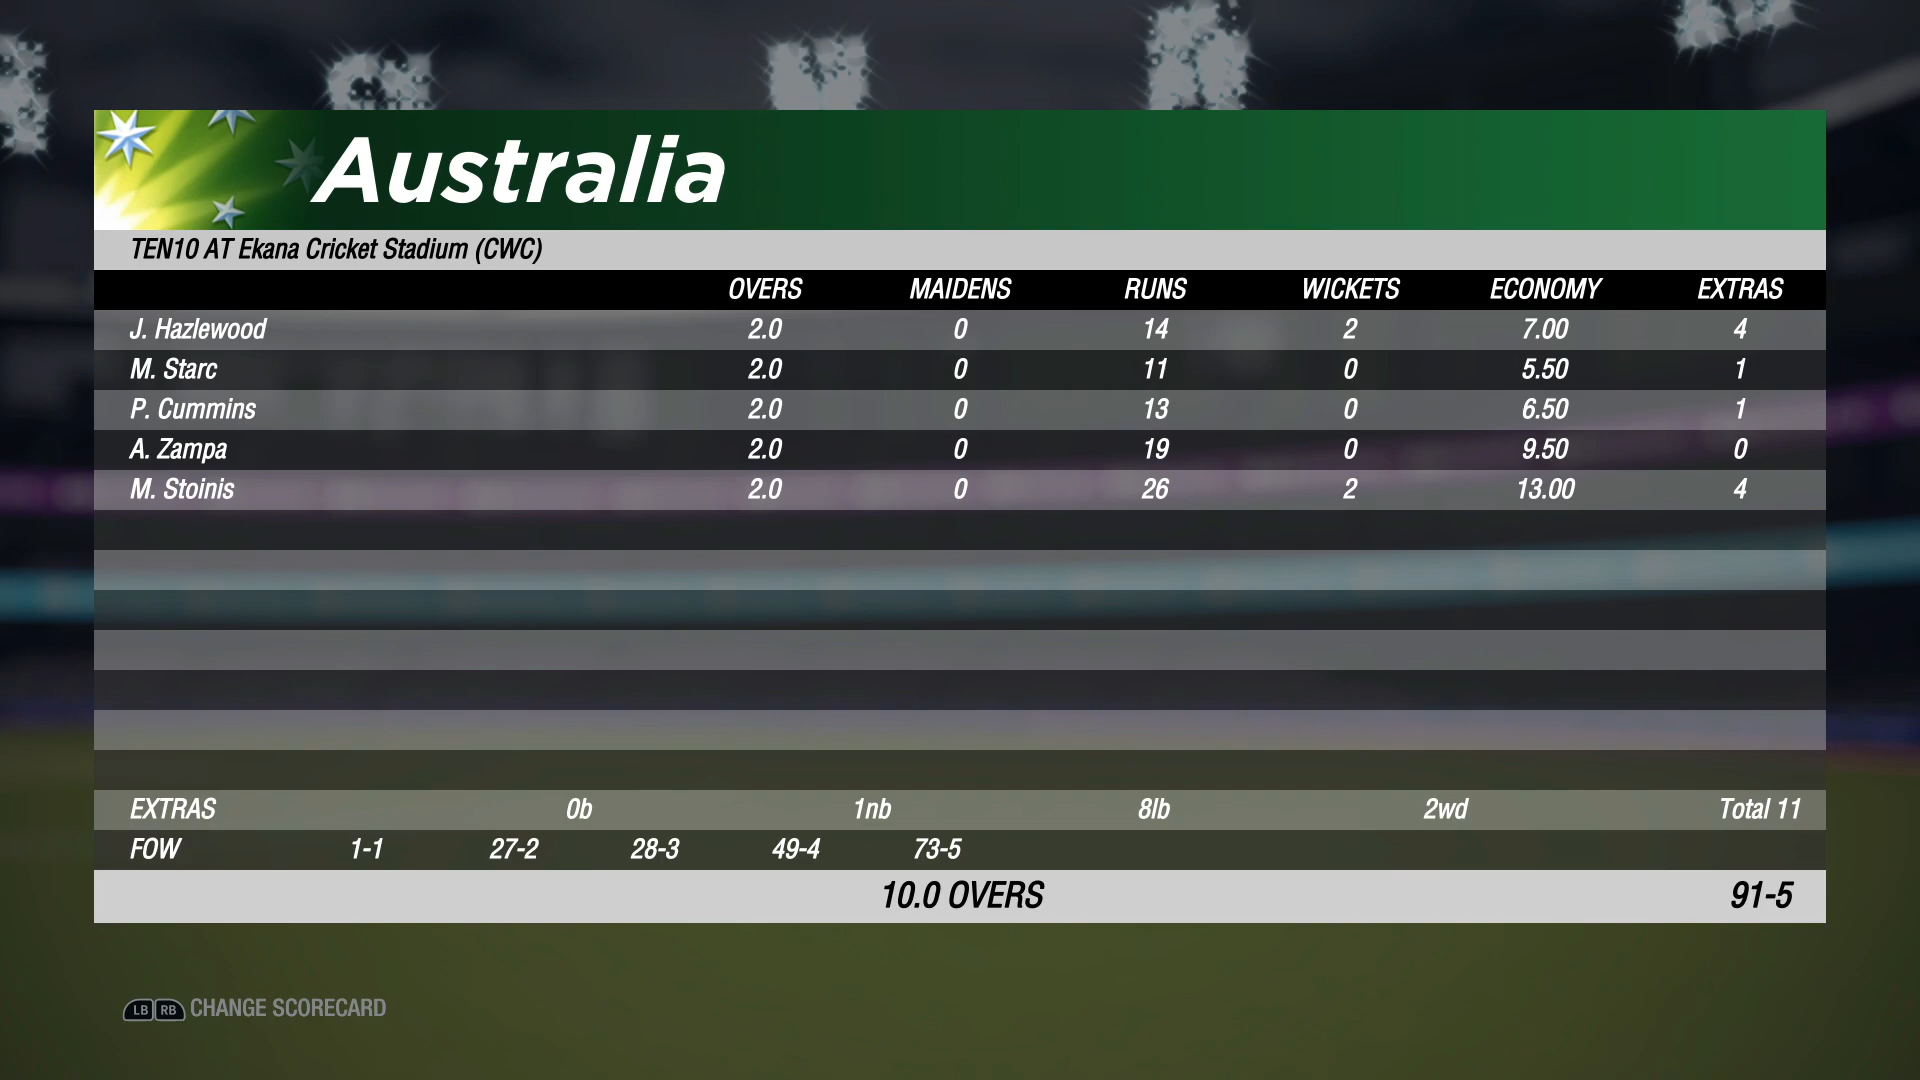 Australia
TEN10 AT Ekana Cricket Stadium (CWC)
OVERS MAIDENS RUNS WICKETS ECONOMY EXTRAS
J. Hazlewood 2.0 0 14 2 7.00 4
M. Starc 2.0 0 11 0 5.50 1
P. Cummins 2.0 0 13 0 6.50 1
A. Zampa 2.0 0 19 0 9.50 0
M. Stoinis 2.0 0 26 2 13.00 4
EXTRAS 0b 1nb 8lb 2wd Total 11
FOW 1-1 27-2 28-3 49-4 73-5
10.0 OVERS 91-5
LB RB CHANGE SCORECARD